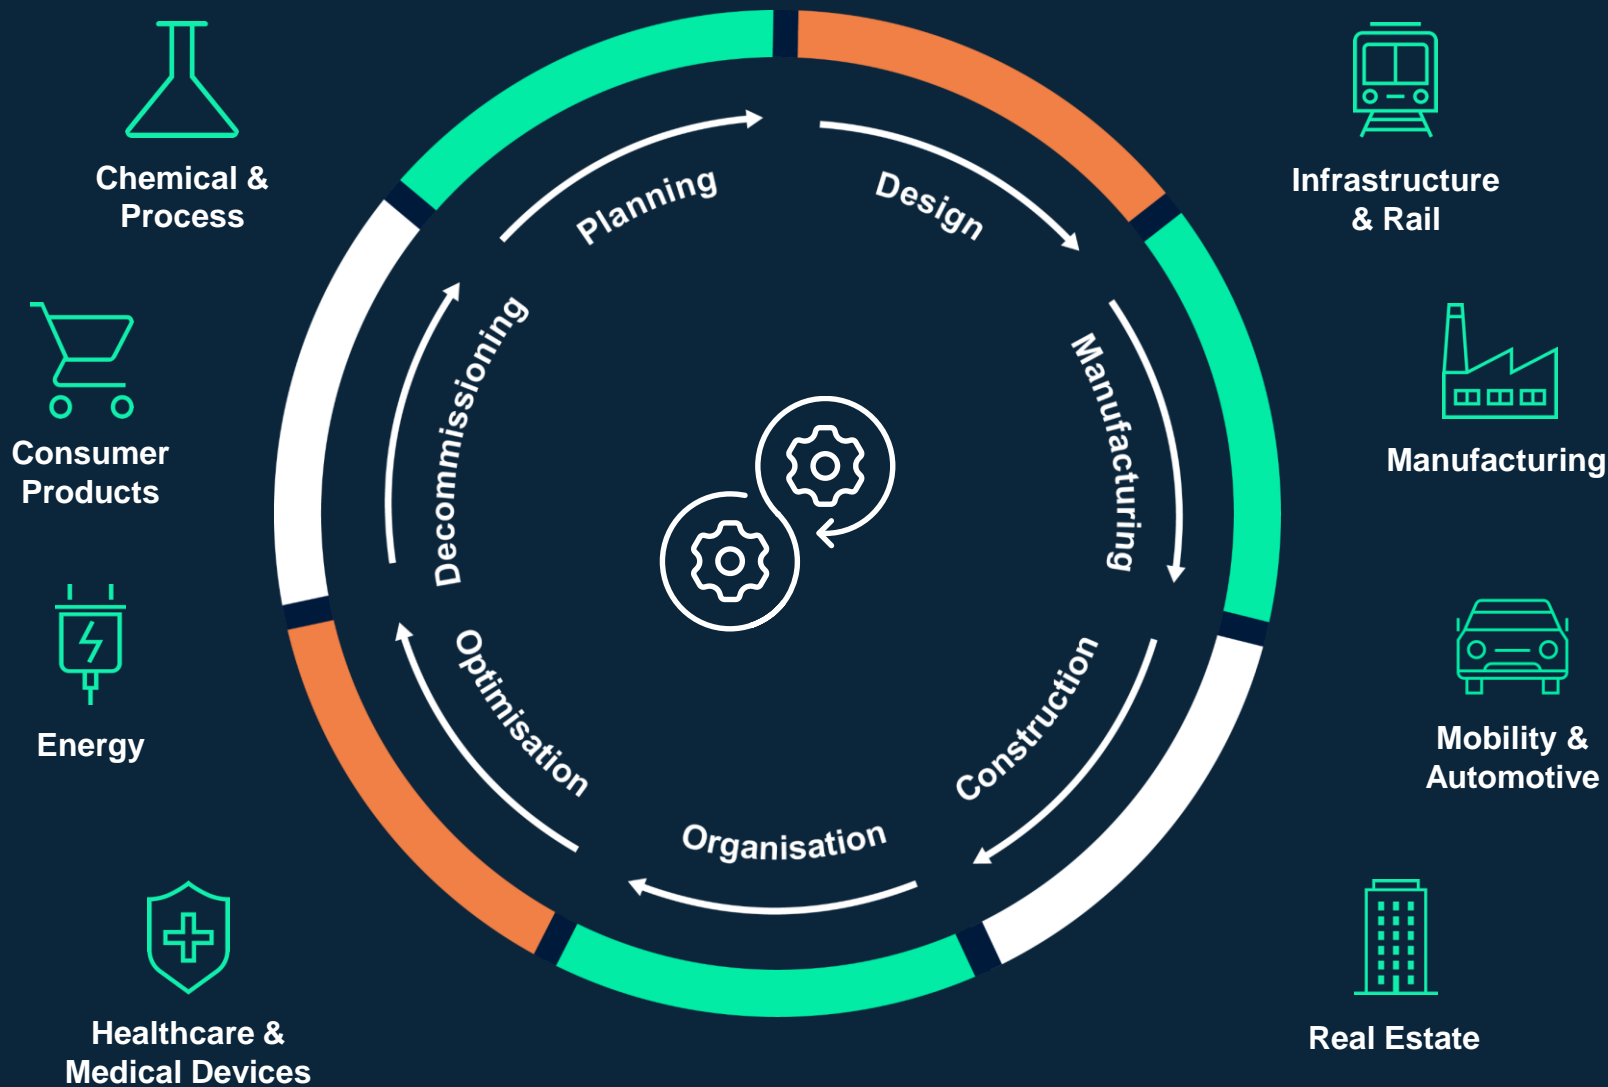 Chemical &
Process
Consumer
Products
Energy
Healthcare &
Medical Devices
Planning
Design
Manufacturing
Construction
Organisation
Optimisation
Decommissioning
Infrastructure
& Rail
Manufacturing
Mobility &
Automotive
Real Estate